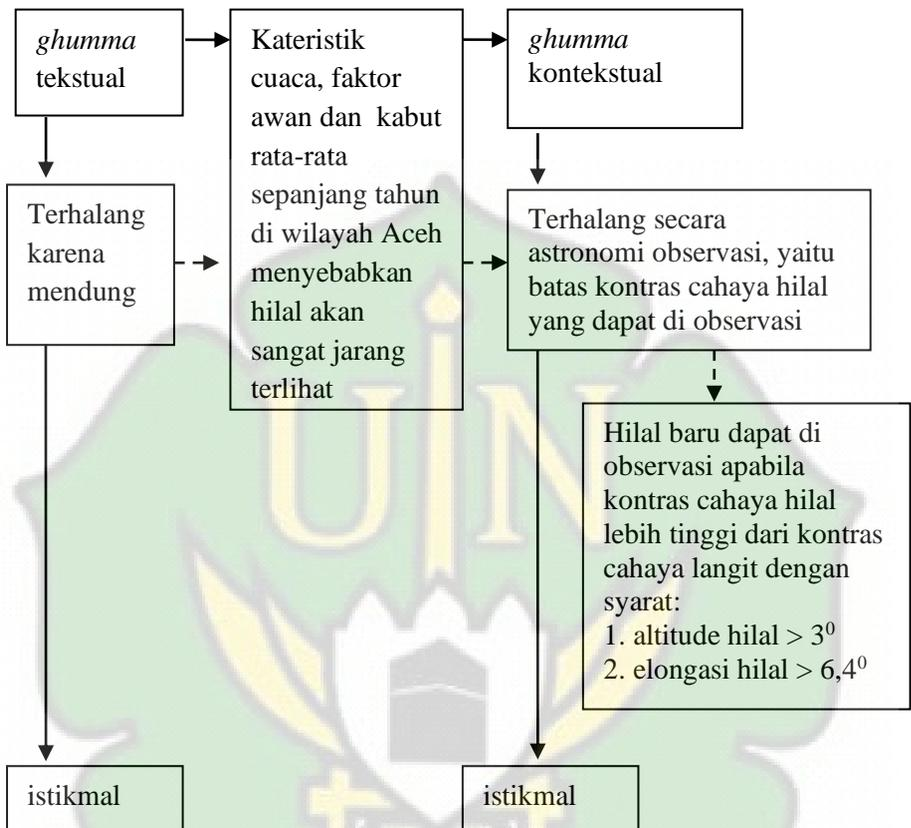 ghumma
tekstual
Kateristik
cuaca, faktor
awan dan kabut
rata-rata
sepanjang tahun
di wilayah Aceh
menyebabkan
hilal akan
sangat jarang
terlihat
ghumma
kontekstual
Terhalang
karena
mendung
Terhalang secara
astronomi observasi, yaitu
batas kontras cahaya hilal
yang dapat di observasi
Hilal baru dapat di
observasi apabila
kontras cahaya hilal
lebih tinggi dari kontras
cahaya langit dengan
syarat:
1. altitude hilal > 3⁰
2. elongasi hilal > 6,4⁰
istikmal
istikmal
UIN